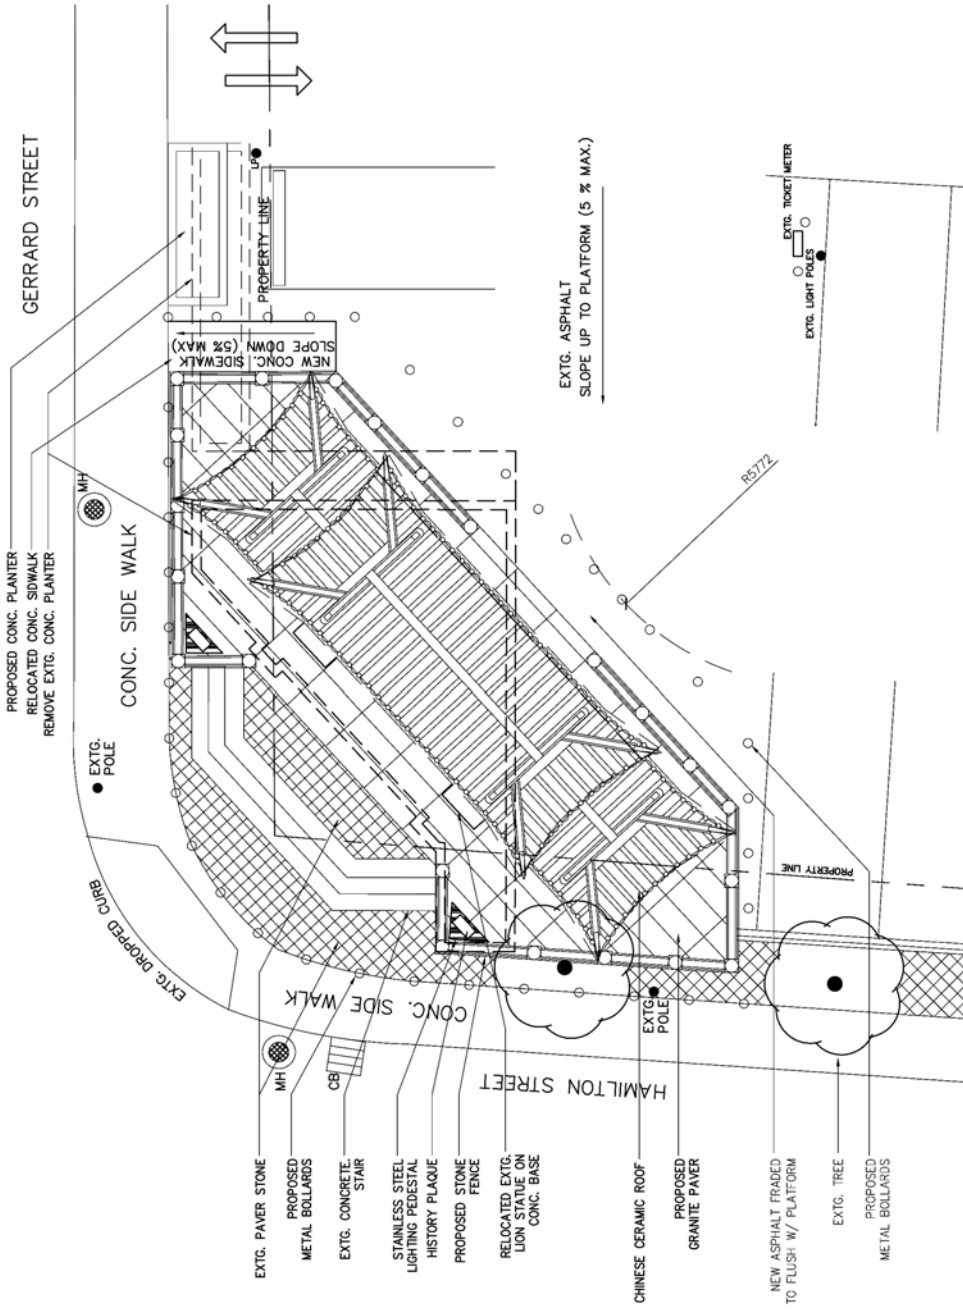 GERRARD STREET
PROPOSED CONC. PLANTER
RELOCATED CONC. SIDWALK
REMOVE EXTG. CONC. PLANTER
MH
CONC. SIDE WALK
EXTG.
POLE
EXTG. DROPPED CURB
LP
PROPERTY LINE
NEW CONC. SIDEWALK
SLOPE DOWN (5% MAX)
EXTG. ASPHALT
SLOPE UP TO PLATFORM (5 % MAX.)
EXTG. TICKET METER
EXTG. LIGHT POLES
R5772
PROPERTY LINE
CONC. SIDE WALK
MH
CB
HAMILTON STREET
EXTG.
POLE
EXTG. PAVER STONE
PROPOSED
METAL BOLLARDS
EXTG. CONCRETE.
STAIR
STAINLESS STEEL
LIGHTING PEDESTAL
HISTORY PLAQUE
PROPOSED STONE
FENCE
RELOCATED EXTG.
LION STATUE ON
CONC. BASE
CHINESE CERAMIC ROOF
PROPOSED
GRANITE PAVER
NEW ASPHALT FRADED
TO FLUSH W/ PLATFORM
EXTG. TREE
PROPOSED
METAL BOLLARDS